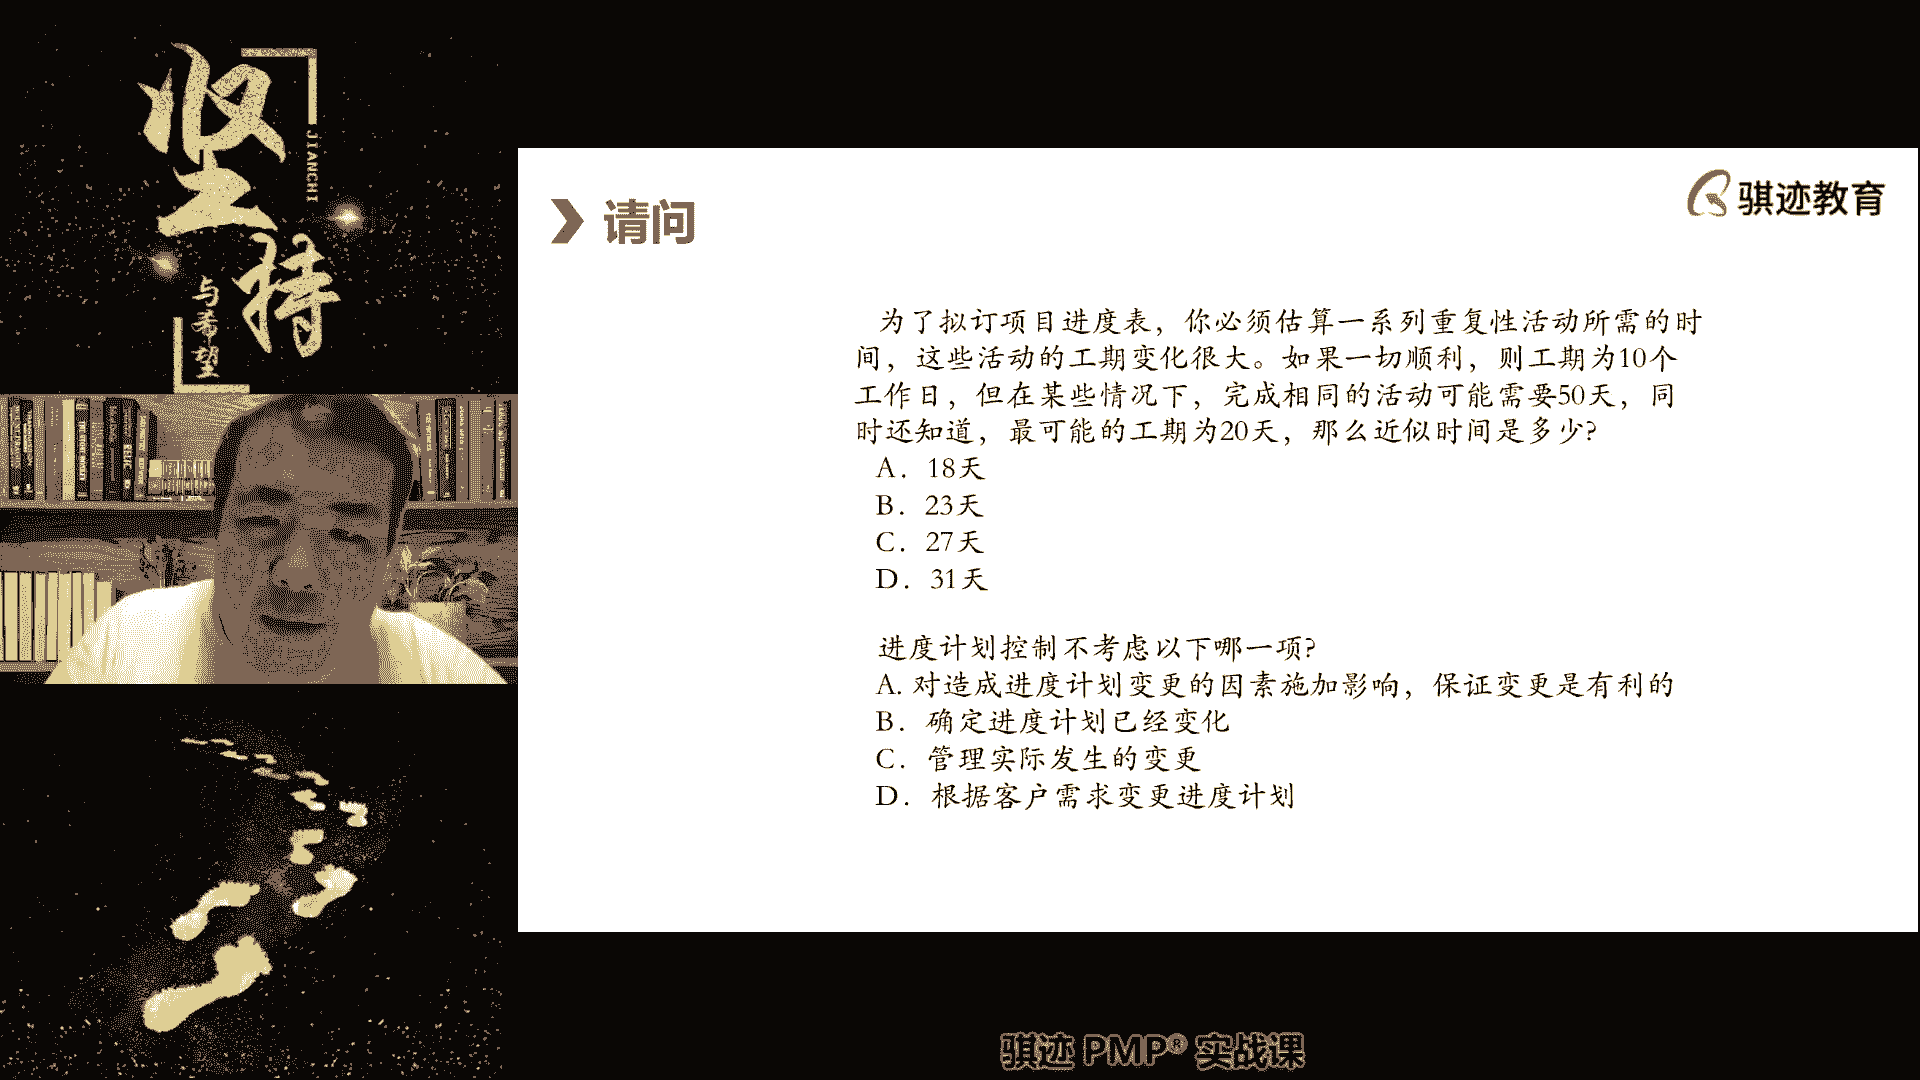 坚持
JIANCHI
与希望
请问
骐迹教育
为了拟订项目进度表，你必须估算一系列重复性活动所需的时
间，这些活动的工期变化很大。如果一切顺利，则工期为10个
工作日，但在某些情况下，完成相同的活动可能需要50天，同
时还知道，最可能的工期为20天，那么近似时间是多少?
A．18天
B．23天
C．27天
D．31天
进度计划控制不考虑以下哪一项?
A. 对造成进度计划变更的因素施加影响，保证变更是有利的
B．确定进度计划已经变化
C．管理实际发生的变更
D．根据客户需求变更进度计划
骐迹 PMP® 实战课